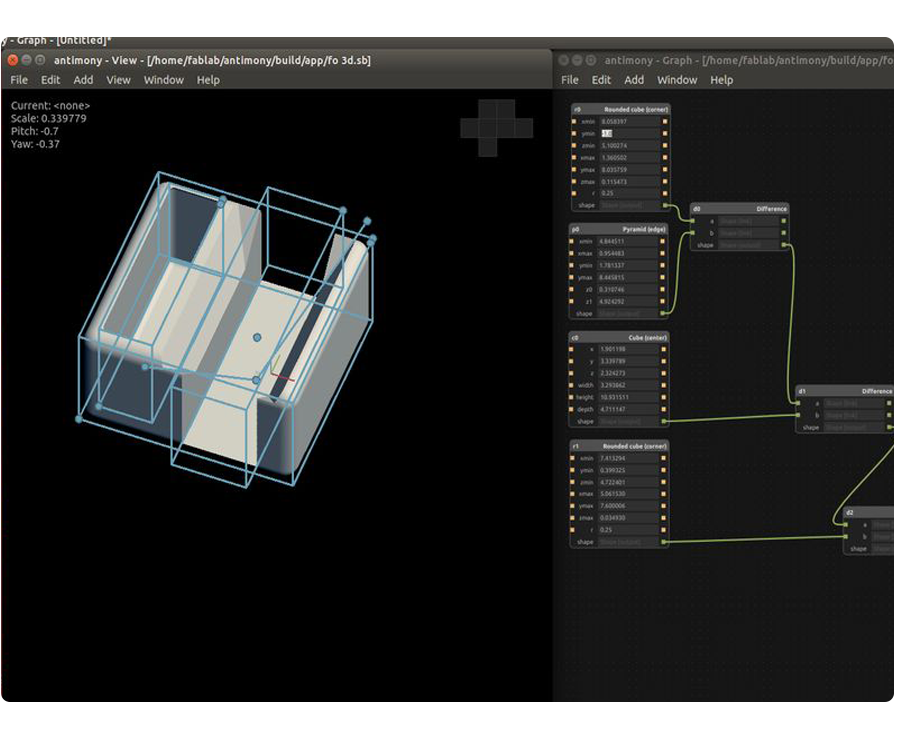 y - Graph - [Untitled]*
antimony - View - [/home/fablab/antimony/build/app/fo 3d.sb]
File Edit Add View Window Help
Current: <none>
Scale: 0.339779
Pitch: -0.7
Yaw: -0.37
antimony - Graph - [/home/fablab/antimony/build/app/fo
File Edit Add Window Help
r0 Rounded cube (corner)
xmin 8.058397
ymin
zmin 5.100274
xmax 1.360502
ymax 8.035759
zmax 0.115473
r 0.25
shape Shape [output]
d0 Difference
a Shape [link]
b Shape [link]
shape Shape [output]
p0 Pyramid (edge)
xmin 4.844511
xmax 0.954483
ymin 1.781337
ymax 8.445815
z0 0.310746
z1 4.924292
shape Shape [output]
c0 Cube (center)
x 1.901198
y 3.339789
z 2.324273
width 3.293862
height 10.931511
depth 4.711147
shape Shape [output]
d1 Difference
a Shape [link]
b Shape [link]
shape Shape [output]
r1 Rounded cube (corner)
xmin 7.413294
ymin 0.399325
zmin 4.722401
xmax 5.061530
ymax 7.600006
zmax 0.034930
r 0.25
shape Shape [output]
d2
a Shape
b Shape
shape Shape